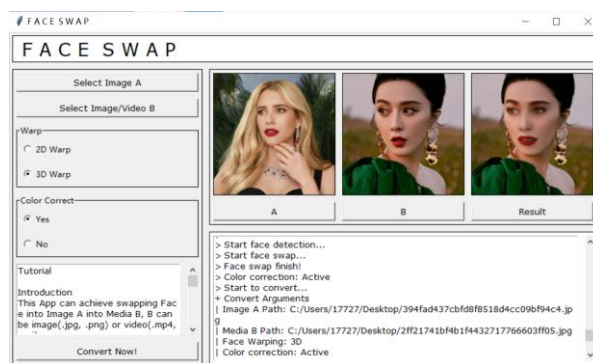 FACE SWAP
FACE SWAP
Select Image A
Select Image/Video B
Warp
2D Warp
3D Warp
Color Correct
Yes
No
Tutorial
Introduction
This App can achieve swapping Fac
e into Image A into Media B, B can
be image(.jpg, .png) or video(.mp4,
Convert Now!
A
B
Result
> Start face detection...
> Start face swap...
> Face swap finish!
> Color correction: Active
> Start to convert...
+ Convert Arguments
| Image A Path: C:/Users/17727/Desktop/394fad437cbfd8f8518d4cc09bf94c4.jp
g
| Media B Path: C:/Users/17727/Desktop/2ff21741bf4b1f4432717766603ff05.jpg
| Face Warping: 3D
| Color correction: Active